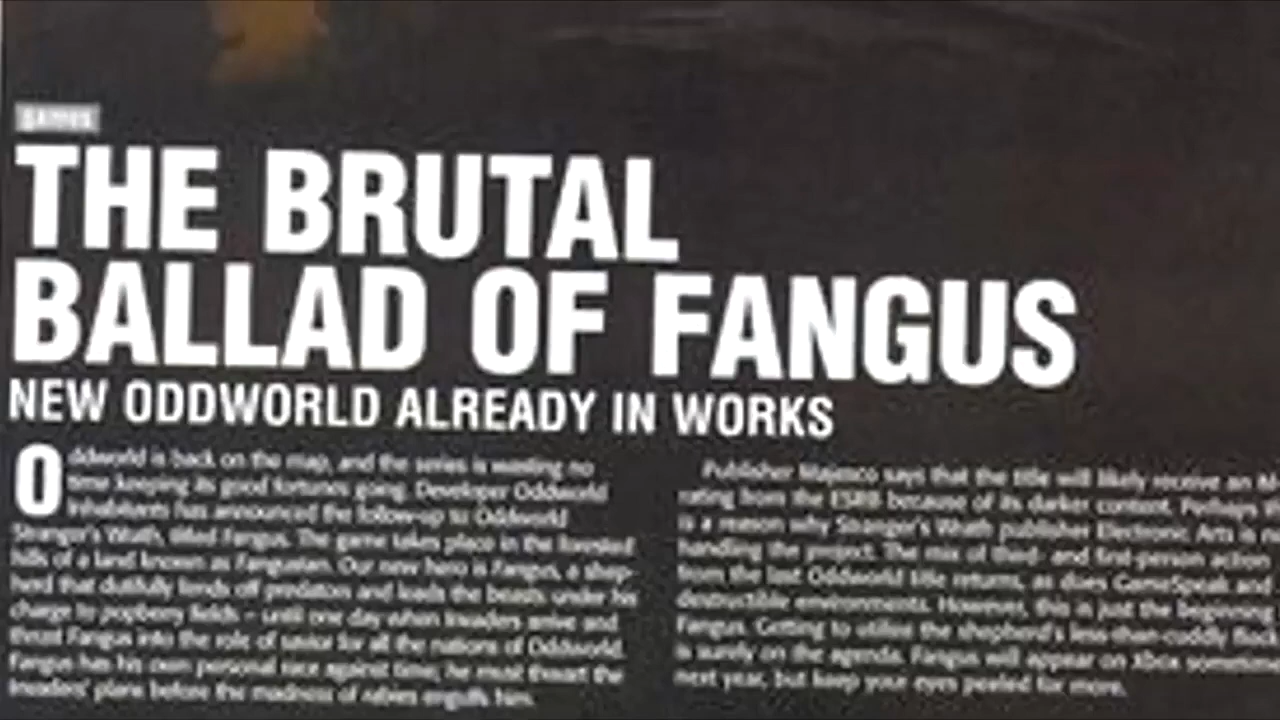 GAMES
THE BRUTAL
BALLAD OF FANGUS
NEW ODDWORLD ALREADY IN WORKS
Oddworld is back on the map, and the series is wasting no
time keeping its good fortunes going. Developer Oddworld
Inhabitants has announced the follow-up to Oddworld
Stranger's Wrath, titled Fangus. The game takes place in the forested
hills of a land known as Fangustan. Our new hero is Fangus, a shep-
herd that dutifully fends off predators and leads the beasts under his
charge to popberry fields – until one day when invaders arrive and
thrust Fangus into the role of savior for all the nations of Oddworld.
Fangus has his own personal race against time; he must thwart the
invaders' plans before the madness of rabies engulfs him.
Publisher Majesco says that the title will likely receive an
rating from the ESRB because of its darker content. Perhaps
is a reason why Stranger's Wrath publisher Electronic Arts is
handling the project. The mix of third- and first-person action
from the last Oddworld title returns, as does GameSpeak and
destructible environments. However, this is just the beginning
Fangus. Getting to utilize the shepherd's less-than-cuddly flock
is surely on the agenda. Fangus will appear on Xbox sometime
next year, but keep your eyes peeled for more.